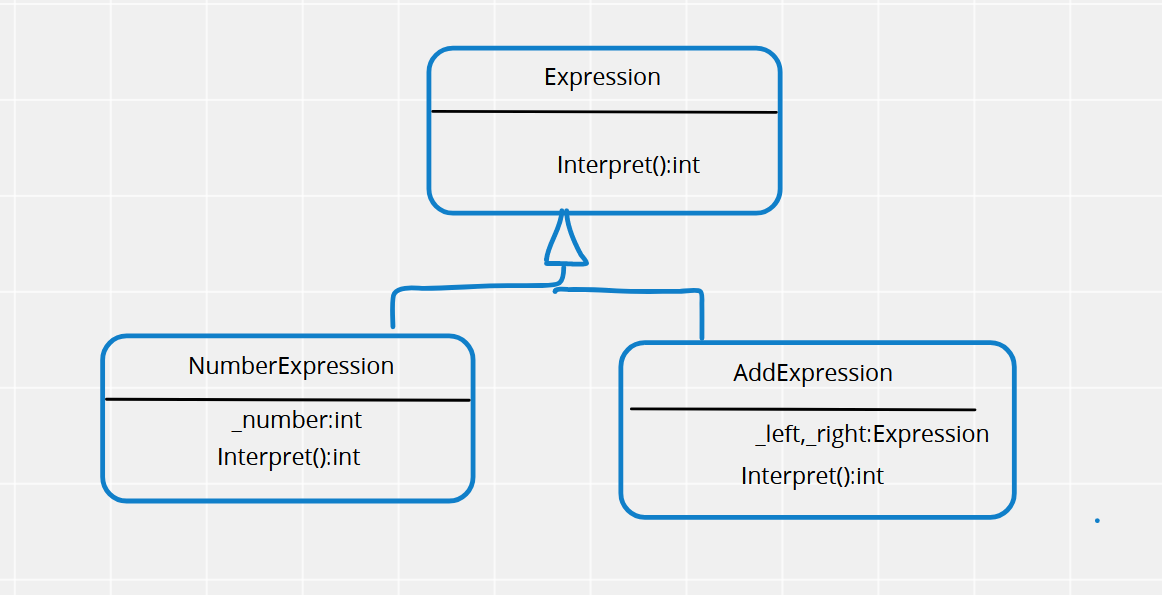 Expression
Interpret():int
NumberExpression
_number:int
Interpret():int
AddExpression
_left,_right:Expression
Interpret():int